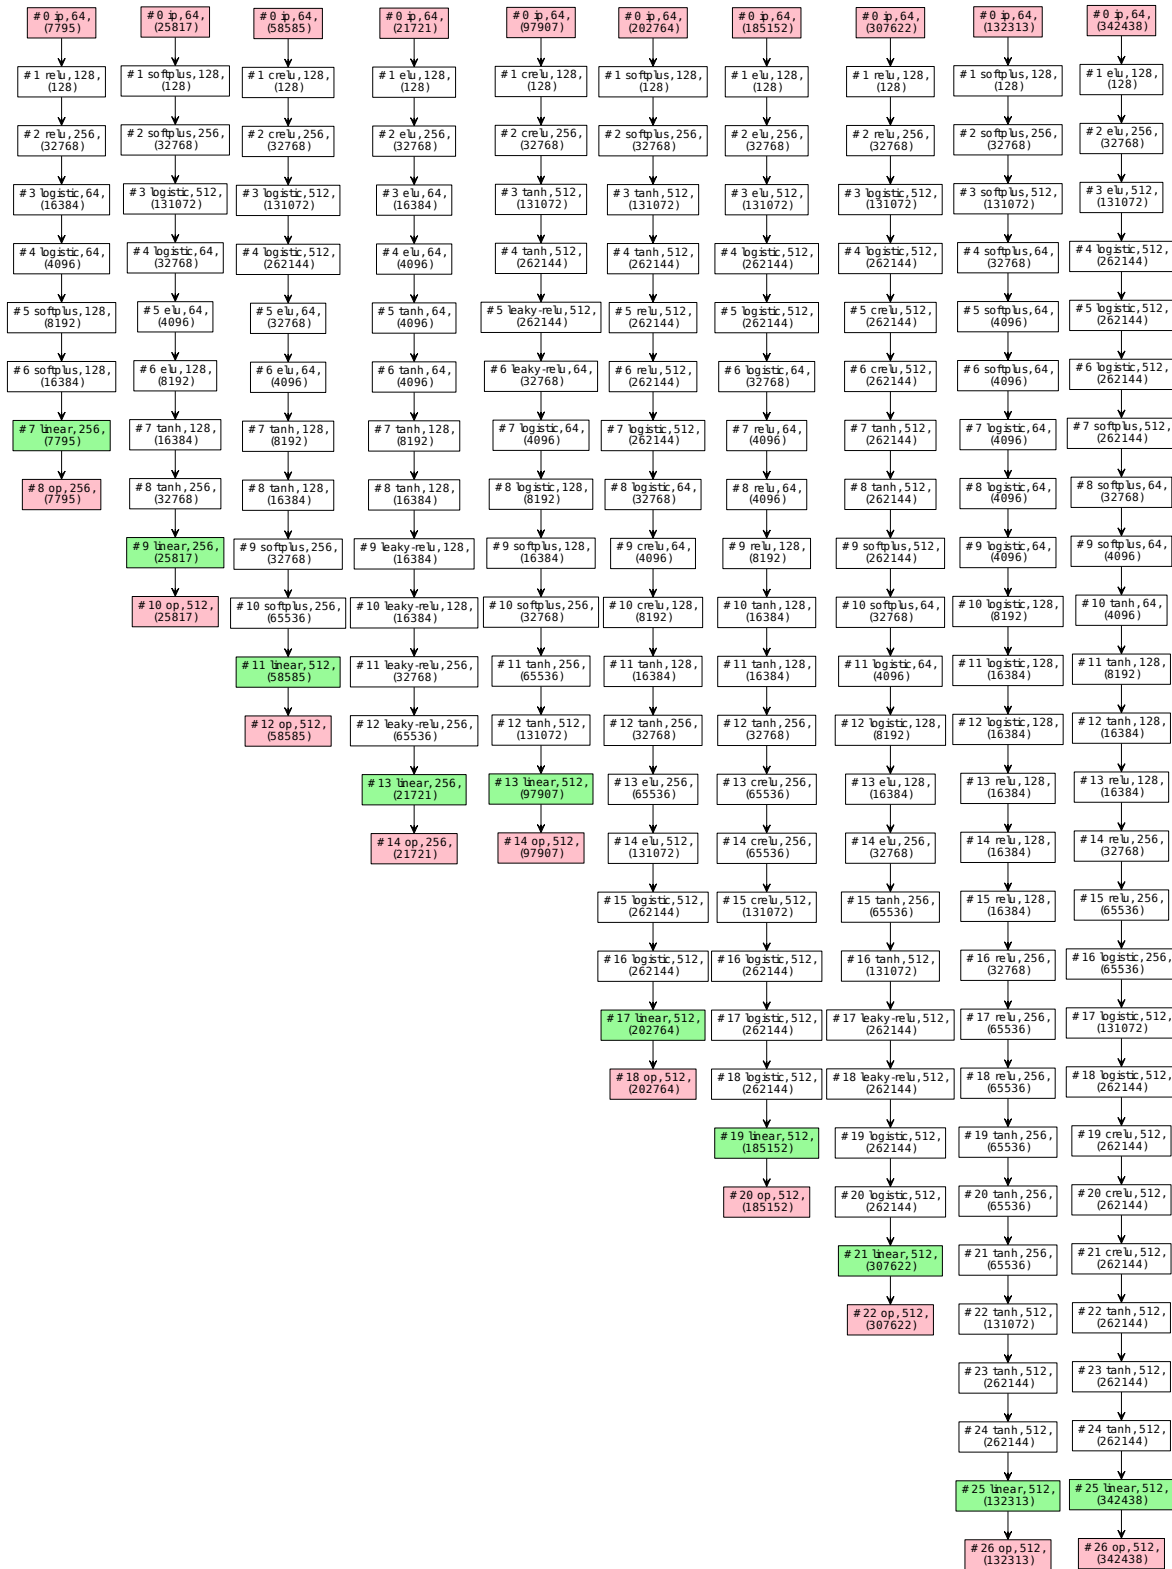 #0 ip,64,
(7795)
#1 relu,128,
(128)
#2 relu,256,
(32768)
#3 logistic,64,
(16384)
#4 logistic,64,
(4096)
#5 softplus,128,
(8192)
#6 softplus,128,
(16384)
#7 linear,256,
(7795)
#8 op,256,
(7795)
#0 ip,64,
(25817)
#1 softplus,128,
(128)
#2 softplus,256,
(32768)
#3 logistic,512,
(131072)
#4 logistic,64,
(32768)
#5 elu,64,
(4096)
#6 elu,128,
(8192)
#7 tanh,128,
(16384)
#8 tanh,256,
(32768)
#9 linear,256,
(25817)
#10 op,512,
(25817)
#0 ip,64,
(58585)
#1 crelu,128,
(128)
#2 crelu,256,
(32768)
#3 logistic,512,
(131072)
#4 logistic,512,
(262144)
#5 elu,64,
(32768)
#6 elu,64,
(4096)
#7 tanh,128,
(8192)
#8 tanh,128,
(16384)
#9 softplus,256,
(32768)
#10 softplus,256,
(65536)
#11 linear,512,
(58585)
#12 op,512,
(58585)
#0 ip,64,
(21721)
#1 elu,128,
(128)
#2 elu,256,
(32768)
#3 elu,64,
(16384)
#4 elu,64,
(4096)
#5 tanh,64,
(4096)
#6 tanh,64,
(4096)
#7 tanh,128,
(8192)
#8 tanh,128,
(16384)
#9 leaky-relu,128,
(16384)
#10 leaky-relu,128,
(16384)
#11 leaky-relu,256,
(32768)
#12 leaky-relu,256,
(65536)
#13 linear,256,
(21721)
#14 op,256,
(21721)
#0 ip,64,
(97907)
#1 crelu,128,
(128)
#2 crelu,256,
(32768)
#3 tanh,512,
(131072)
#4 tanh,512,
(262144)
#5 leaky-relu,512,
(262144)
#6 leaky-relu,64,
(32768)
#7 logistic,64,
(4096)
#8 logistic,128,
(8192)
#9 softplus,128,
(16384)
#10 softplus,256,
(32768)
#11 tanh,256,
(65536)
#12 tanh,512,
(131072)
#13 linear,512,
(97907)
#14 op,512,
(97907)
#0 ip,64,
(202764)
#1 softplus,128,
(128)
#2 softplus,256,
(32768)
#3 tanh,512,
(131072)
#4 tanh,512,
(262144)
#5 relu,512,
(262144)
#6 relu,512,
(262144)
#7 logistic,512,
(262144)
#8 logistic,64,
(32768)
#9 crelu,64,
(4096)
#10 crelu,128,
(8192)
#11 tanh,128,
(16384)
#12 tanh,256,
(32768)
#13 elu,256,
(65536)
#14 elu,512,
(131072)
#15 logistic,512,
(262144)
#16 logistic,512,
(262144)
#17 linear,512,
(202764)
#18 op,512,
(202764)
#0 ip,64,
(185152)
#1 elu,128,
(128)
#2 elu,256,
(32768)
#3 elu,512,
(131072)
#4 logistic,512,
(262144)
#5 logistic,512,
(262144)
#6 logistic,64,
(32768)
#7 relu,64,
(4096)
#8 relu,64,
(4096)
#9 relu,128,
(8192)
#10 tanh,128,
(16384)
#11 tanh,128,
(16384)
#12 tanh,256,
(32768)
#13 crelu,256,
(65536)
#14 crelu,256,
(65536)
#15 crelu,512,
(131072)
#16 logistic,512,
(262144)
#17 logistic,512,
(262144)
#18 logistic,512,
(262144)
#19 linear,512,
(185152)
#20 op,512,
(185152)
#0 ip,64,
(307622)
#1 relu,128,
(128)
#2 relu,256,
(32768)
#3 logistic,512,
(131072)
#4 logistic,512,
(262144)
#5 crelu,512,
(262144)
#6 crelu,512,
(262144)
#7 tanh,512,
(262144)
#8 tanh,512,
(262144)
#9 softplus,512,
(262144)
#10 softplus,64,
(32768)
#11 logistic,64,
(4096)
#12 logistic,128,
(8192)
#13 elu,128,
(16384)
#14 elu,256,
(32768)
#15 tanh,256,
(65536)
#16 tanh,512,
(131072)
#17 leaky-relu,512,
(262144)
#18 leaky-relu,512,
(262144)
#19 logistic,512,
(262144)
#20 logistic,512,
(262144)
#21 linear,512,
(307622)
#22 op,512,
(307622)
#0 ip,64,
(132313)
#1 softplus,128,
(128)
#2 softplus,256,
(32768)
#3 softplus,512,
(131072)
#4 softplus,64,
(32768)
#5 softplus,64,
(4096)
#6 softplus,64,
(4096)
#7 logistic,64,
(4096)
#8 logistic,64,
(4096)
#9 logistic,64,
(4096)
#10 logistic,128,
(8192)
#11 logistic,128,
(16384)
#12 logistic,128,
(16384)
#13 relu,128,
(16384)
#14 relu,128,
(16384)
#15 relu,128,
(16384)
#16 relu,256,
(32768)
#17 relu,256,
(65536)
#18 relu,256,
(65536)
#19 tanh,256,
(65536)
#20 tanh,256,
(65536)
#21 tanh,256,
(65536)
#22 tanh,512,
(131072)
#23 tanh,512,
(262144)
#24 tanh,512,
(262144)
#25 linear,512,
(132313)
#26 op,512,
(132313)
#0 ip,64,
(342438)
#1 elu,128,
(128)
#2 elu,256,
(32768)
#3 elu,512,
(131072)
#4 logistic,512,
(262144)
#5 logistic,512,
(262144)
#6 logistic,512,
(262144)
#7 softplus,512,
(262144)
#8 softplus,64,
(32768)
#9 softplus,64,
(4096)
#10 tanh,64,
(4096)
#11 tanh,128,
(8192)
#12 tanh,128,
(16384)
#13 relu,128,
(16384)
#14 relu,256,
(32768)
#15 relu,256,
(65536)
#16 logistic,256,
(65536)
#17 logistic,512,
(131072)
#18 logistic,512,
(262144)
#19 crelu,512,
(262144)
#20 crelu,512,
(262144)
#21 crelu,512,
(262144)
#22 tanh,512,
(262144)
#23 tanh,512,
(262144)
#24 tanh,512,
(262144)
#25 linear,512,
(342438)
#26 op,512,
(342438)